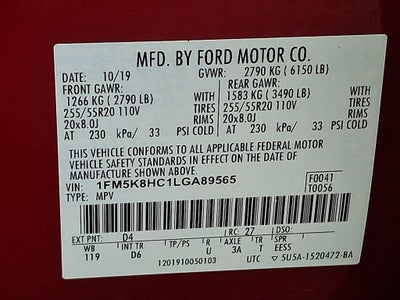 MFD. BY FORD MOTOR CO.
DATE: 10/19 GVWR: 2790 KG ( 6150 LB)
FRONT GAWR: REAR GAWR:
1266 KG ( 2790 LB) WITH 1583 KG ( 3490 LB) WITH
255/55R20 110V TIRES 255/55R20 110V TIRES
20x8.0J RIMS 20x8.0J RIMS
AT 230 kPa/ 33 PSI COLD AT 230 kPa/ 33 PSI COLD
THIS VEHICLE CONFORMS TO ALL APPLICABLE FEDERAL MOTOR
VEHICLE SAFETY AND THEFT PREVENTION STANDARDS IN EFFECT ON THE DATE OF
MANUFACTURE SHOWN ABOVE.
VIN: 1FM5K8HC1LGA89565 F0041
TYPE: MPV T0056
EXT PNT: D4 RC: 27 DSO:
WB INT TR TP/PS R AXLE TR SPR
119 D6 U 3A T EESS
1201910050103 UTC ▽ 5U5A-1520472-BA